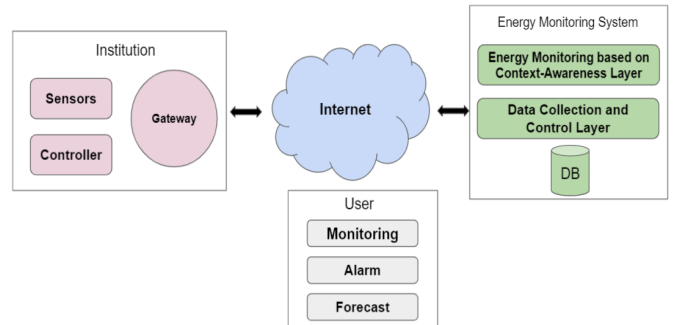 Institution
Sensors
Controller
Gateway
Internet
Energy Monitoring System
Energy Monitoring based on
Context-Awareness Layer
Data Collection and
Control Layer
DB
User
Monitoring
Alarm
Forecast